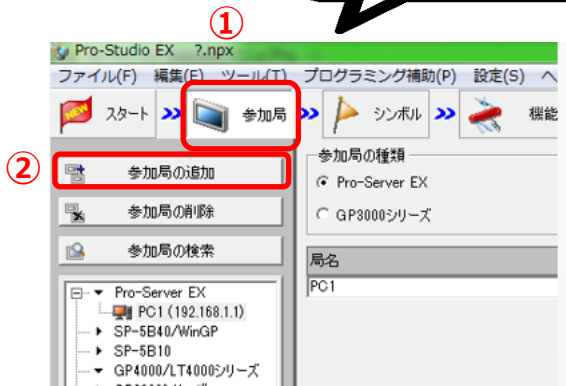 ①
Pro-Studio EX ?.npx
ファイル(F) 編集(E) ツール(T) プログラミング補助(P) 設定(S) ヘ
スタート » 参加局 » シンボル » 機能
②
参加局の追加
参加局の削除
参加局の検索
参加局の種類
Pro-Server EX
GP3000シリーズ
局名
PC1
Pro-Server EX
PC1 (192.168.1.1)
SP-5B40/WinGP
SP-5B10
GP4000/LT4000シリーズ